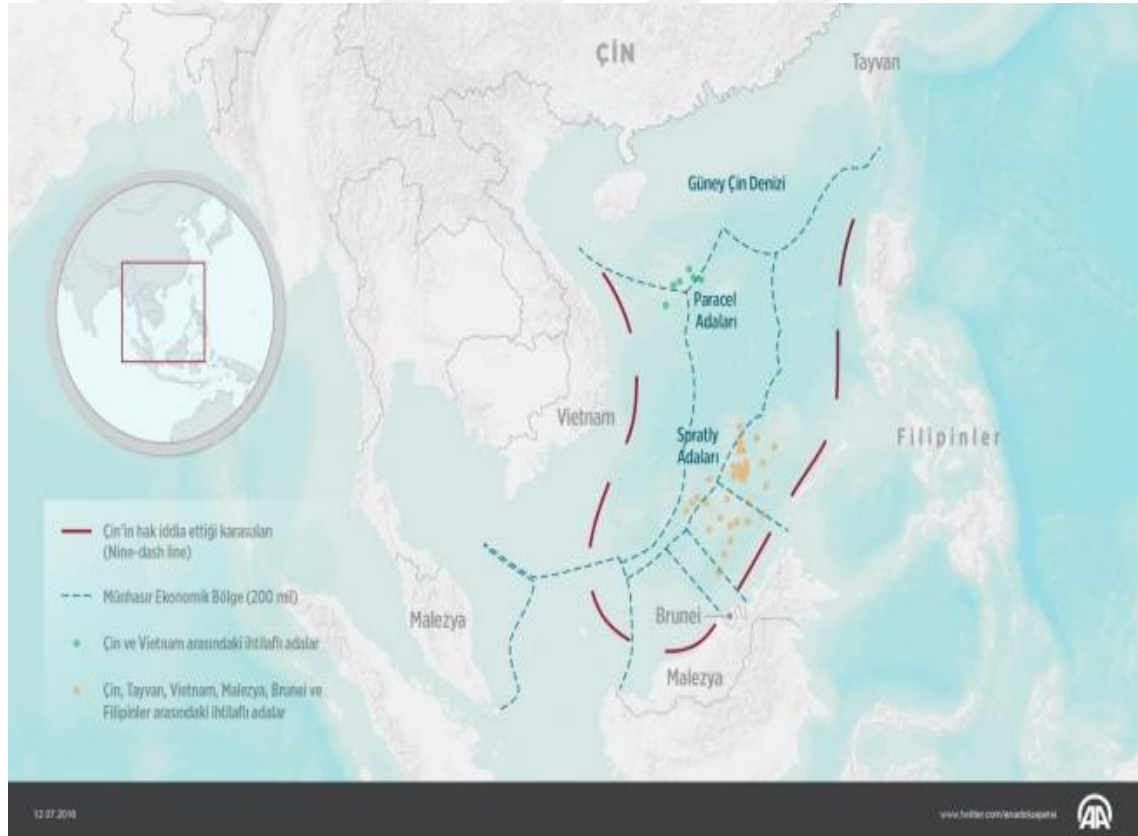 ÇİN
Tayvan
Güney Çin Denizi
Paracel
Adaları
Vietnam
Spratly
Adaları
Filipinler
Çin'in hak iddia ettiği karasuları
(Nine-dash line)
Münhasır Ekonomik Bölge (200 mil)
Çin ve Vietnam arasındaki ihtilaflı adalar
Çin, Tayvan, Vietnam, Malezya, Brunei ve
Filipinler arasındaki ihtilaflı adalar
Malezya
Brunei
Malezya
12.07.2016
www.twitter.com/anadoluajansi
AA